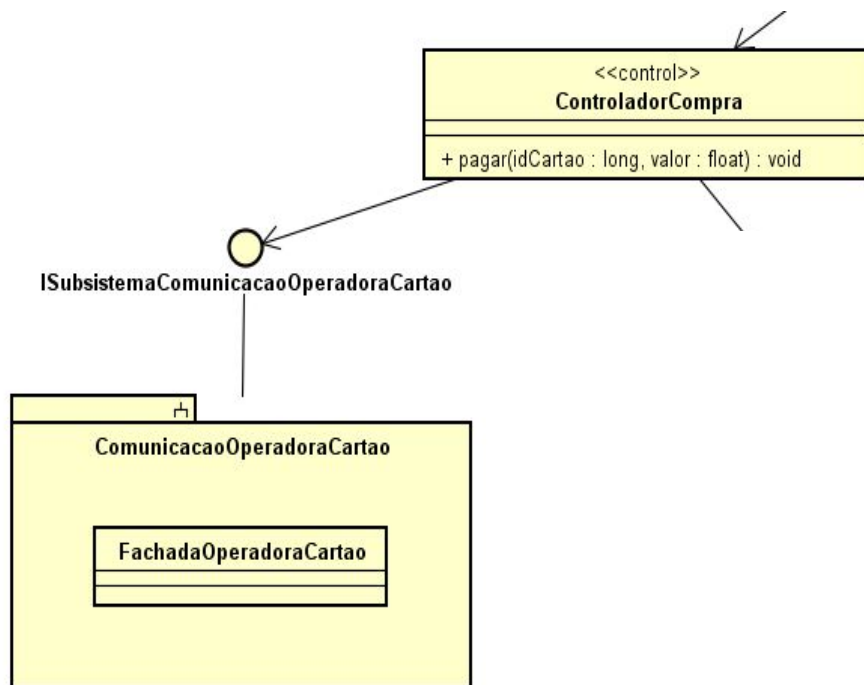 <<control>>
ControladorCompra
+ pagar(idCartao : long, valor : float) : void
ISubsistemaComunicacaoOperadoraCartao
ComunicacaoOperadoraCartao
FachadaOperadoraCartao